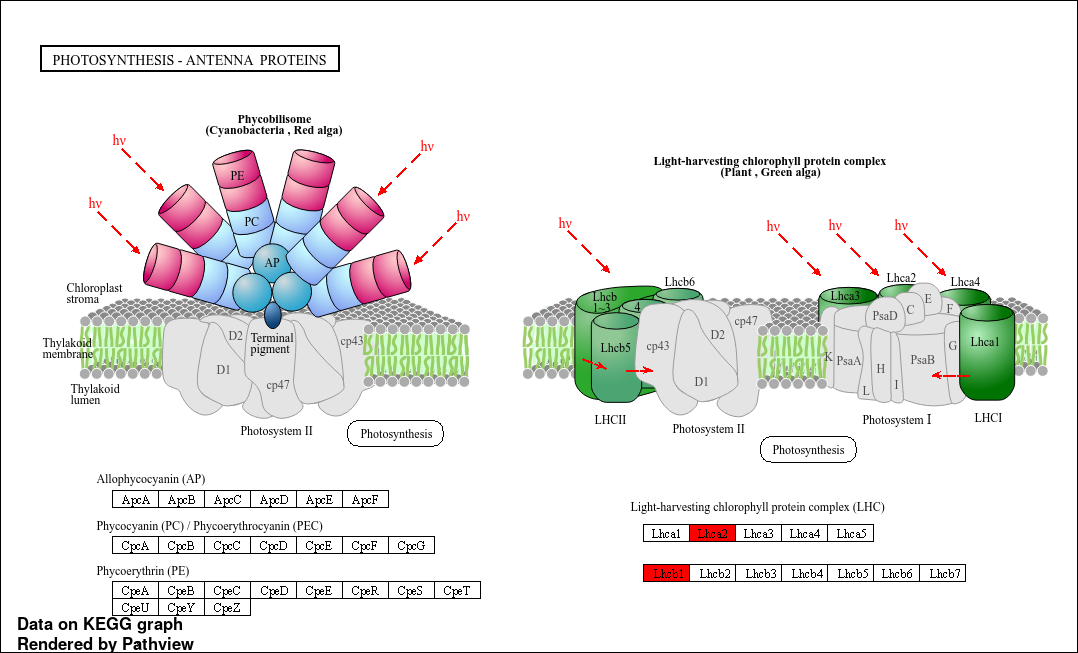 PHOTOSYNTHESIS - ANTENNA PROTEINS
Phycobilisome
(Cyanobacteria , Red alga)
hν
hν
hν
hν
PE
PC
AP
Chloroplast
stroma
Thylakoid
membrane
Thylakoid
lumen
Terminal
pigment
D2
D1
cp47
cp43
Photosystem II
Photosynthesis
Light-harvesting chlorophyll protein complex
(Plant , Green alga)
hν
hν
hν
hν
Lhcb
1~3
4
Lhcb6
Lhcb5
cp43
cp47
D2
D1
LHCII
Photosystem II
Lhca3
Lhca2
Lhca4
Lhca1
PsaD
C
E
F
G
K
PsaA
H
PsaB
L
I
Photosystem I
LHCI
Photosynthesis
Allophycocyanin (AP)
ApcA ApcB ApcC ApcD ApcE ApcF
Phycocyanin (PC) / Phycoerythrocyanin (PEC)
CpcA CpcB CpcC CpcD CpcE CpcF CpcG
Phycoerythrin (PE)
CpeA CpeB CpeC CpeD CpeE CpeR CpeS CpeT
CpeU CpeY CpeZ
Light-harvesting chlorophyll protein complex (LHC)
Lhca1 Lhca2 Lhca3 Lhca4 Lhca5
Lhcb1 Lhcb2 Lhcb3 Lhcb4 Lhcb5 Lhcb6 Lhcb7
Data on KEGG graph
Rendered by Pathview